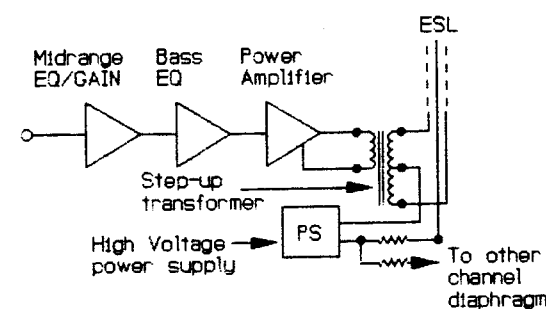 ESL
Midrange
EQ/GAIN
Bass
EQ
Power
Amplifier
Step-up
transformer
PS
High Voltage
power supply
To other
channel
diaphragm